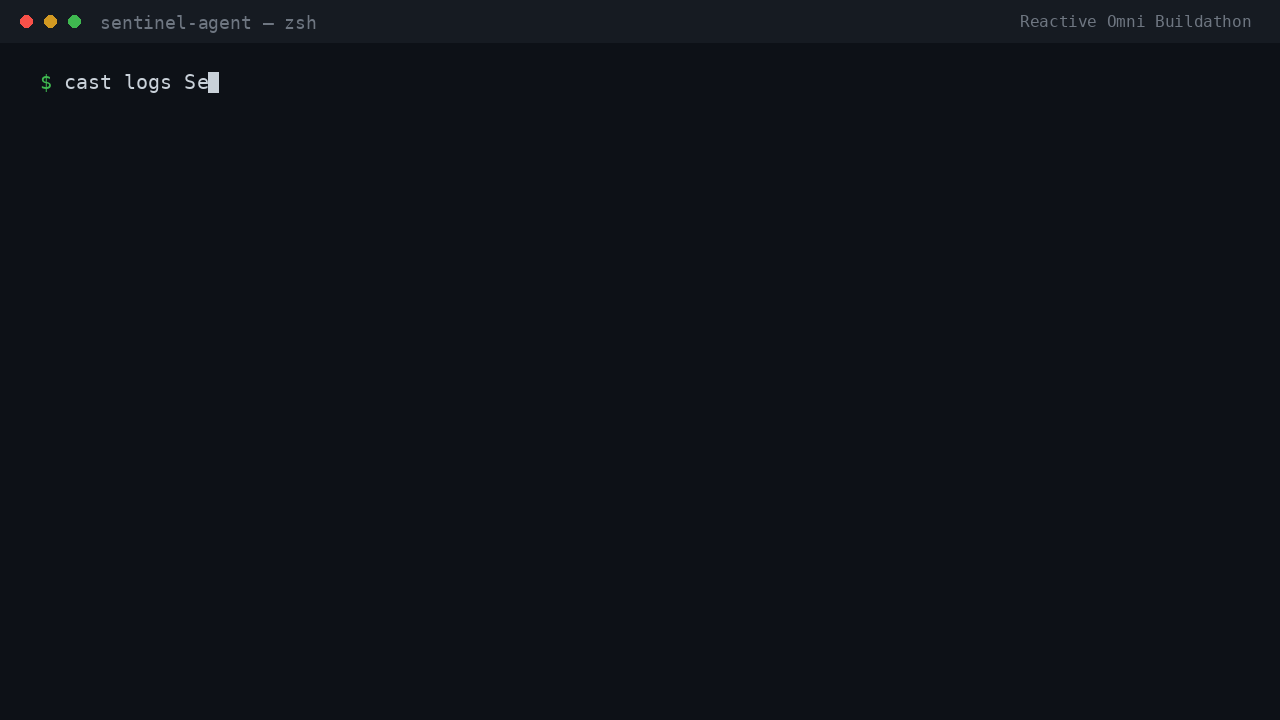 sentinel-agent — zsh
Reactive Omni Buildathon
$ cast logs Se